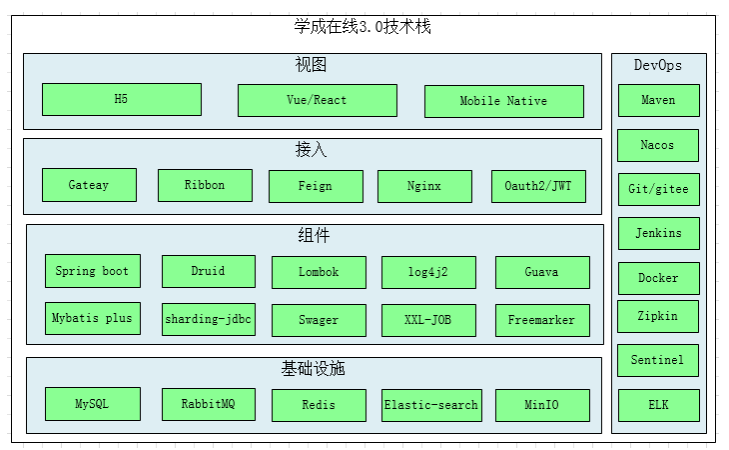 学成在线3.0技术栈
视图
H5
Vue/React
Mobile Native
接入
Gateay
Ribbon
Feign
Nginx
Oauth2/JWT
组件
Spring boot
Druid
Lombok
log4j2
Guava
Mybatis plus
sharding-jdbc
Swager
XXL-JOB
Freemarker
基础设施
MySQL
RabbitMQ
Redis
Elastic-search
MinIO
DevOps
Maven
Nacos
Git/gitee
Jenkins
Docker
Zipkin
Sentinel
ELK